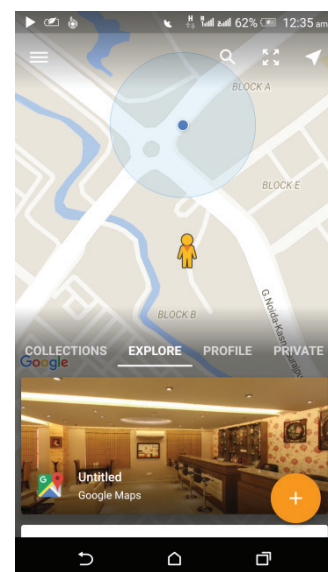 H
R
62% 12:35 am
BLOCK A
BLOCK E
BLOCK B
G.Noida-Kasn
COLLECTIONS EXPLORE PROFILE PRIVATE
Google
Untitled
Google Maps
+